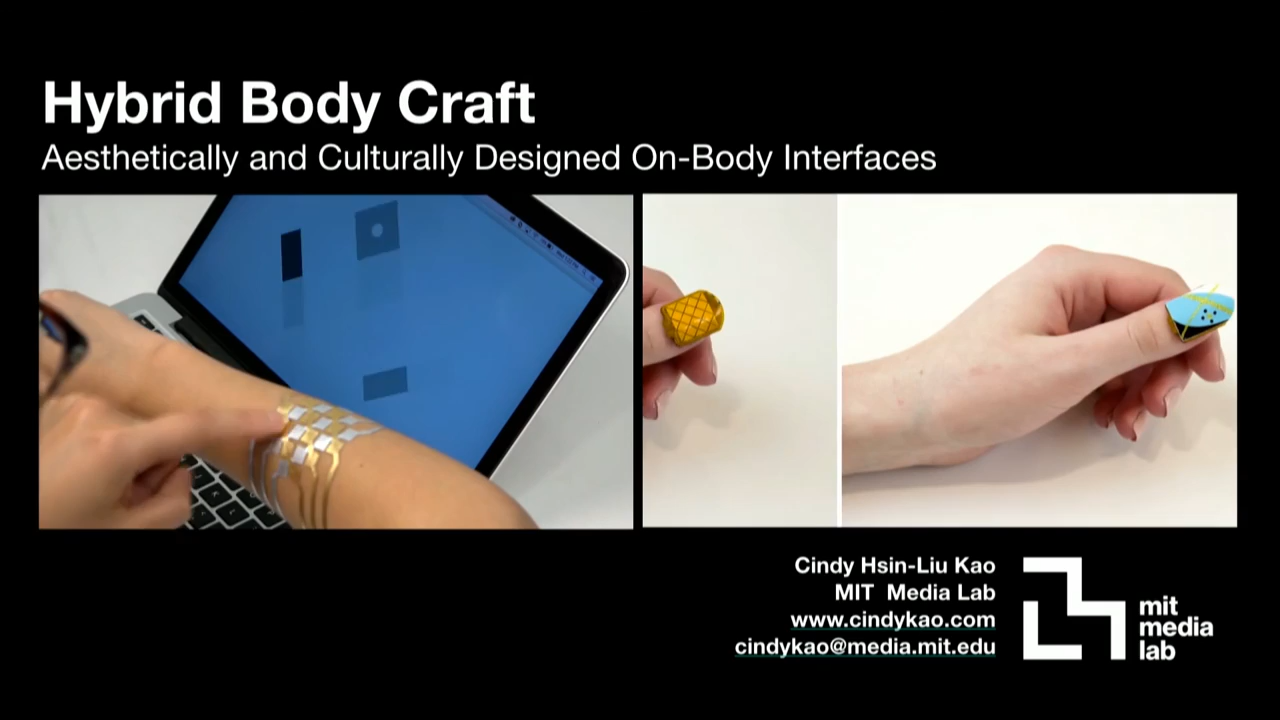 Hybrid Body Craft
Aesthetically and Culturally Designed On-Body Interfaces
Cindy Hsin-Liu Kao
MIT Media Lab
www.cindykao.com
cindykao@media.mit.edu
mit
media
lab